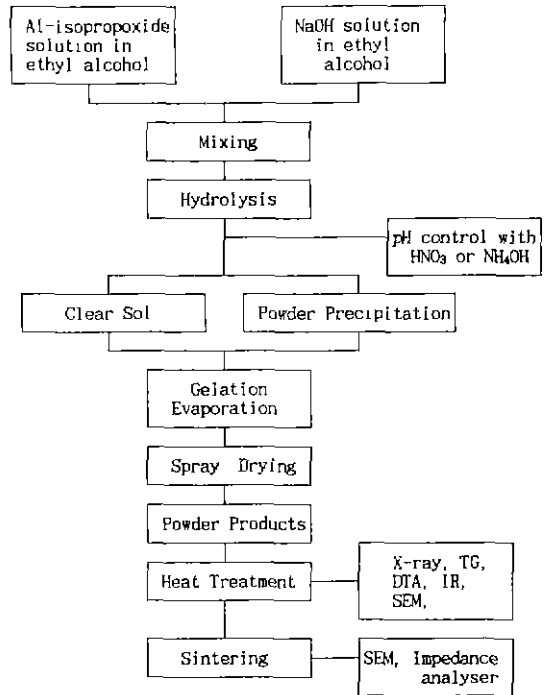 Al-isopropoxide
solution in
ethyl alcohol
NaOH solution
in ethyl
alcohol
Mixing
Hydrolysis
pH control with
HNO₃ or NH₄OH
Clear Sol
Powder Precipitation
Gelation
Evaporation
Spray Drying
Powder Products
Heat Treatment
X-ray, TG,
DTA, IR,
SEM,
Sintering
SEM, Impedance
analyser